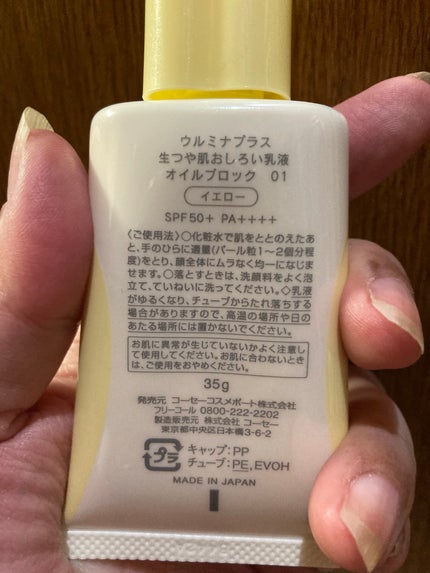 ウルミナプラス
生つや肌おしろい乳液
オイルブロック 01
イエロー
SPF50+ PA++++
〈ご使用法〉○化粧水で肌をととのえたあ
と、手のひらに適量(パール粒1~2個分程
度)をとり、顔全体にムラなく均一になじま
せます。○落とすときは、洗顔料をよく泡
立て、ていねいに洗ってください。◇乳液
がゆるくなり、チューブからたれ落ちする
場合がありますので、高温の場所や日の
あたる場所には置かないでください。
お肌に異常が生じていないかよく注意し
て使用してください。お肌に合わないとき
は、ご使用をおやめください。
35g
発売元 コーセーコスメポート株式会社
フリーコール 0800-222-2202
製造販売元 株式会社 コーセー
東京都中央区日本橋3-6-2
プラ
キャップ:PP
チューブ:PE,EVOH
MADE IN JAPAN